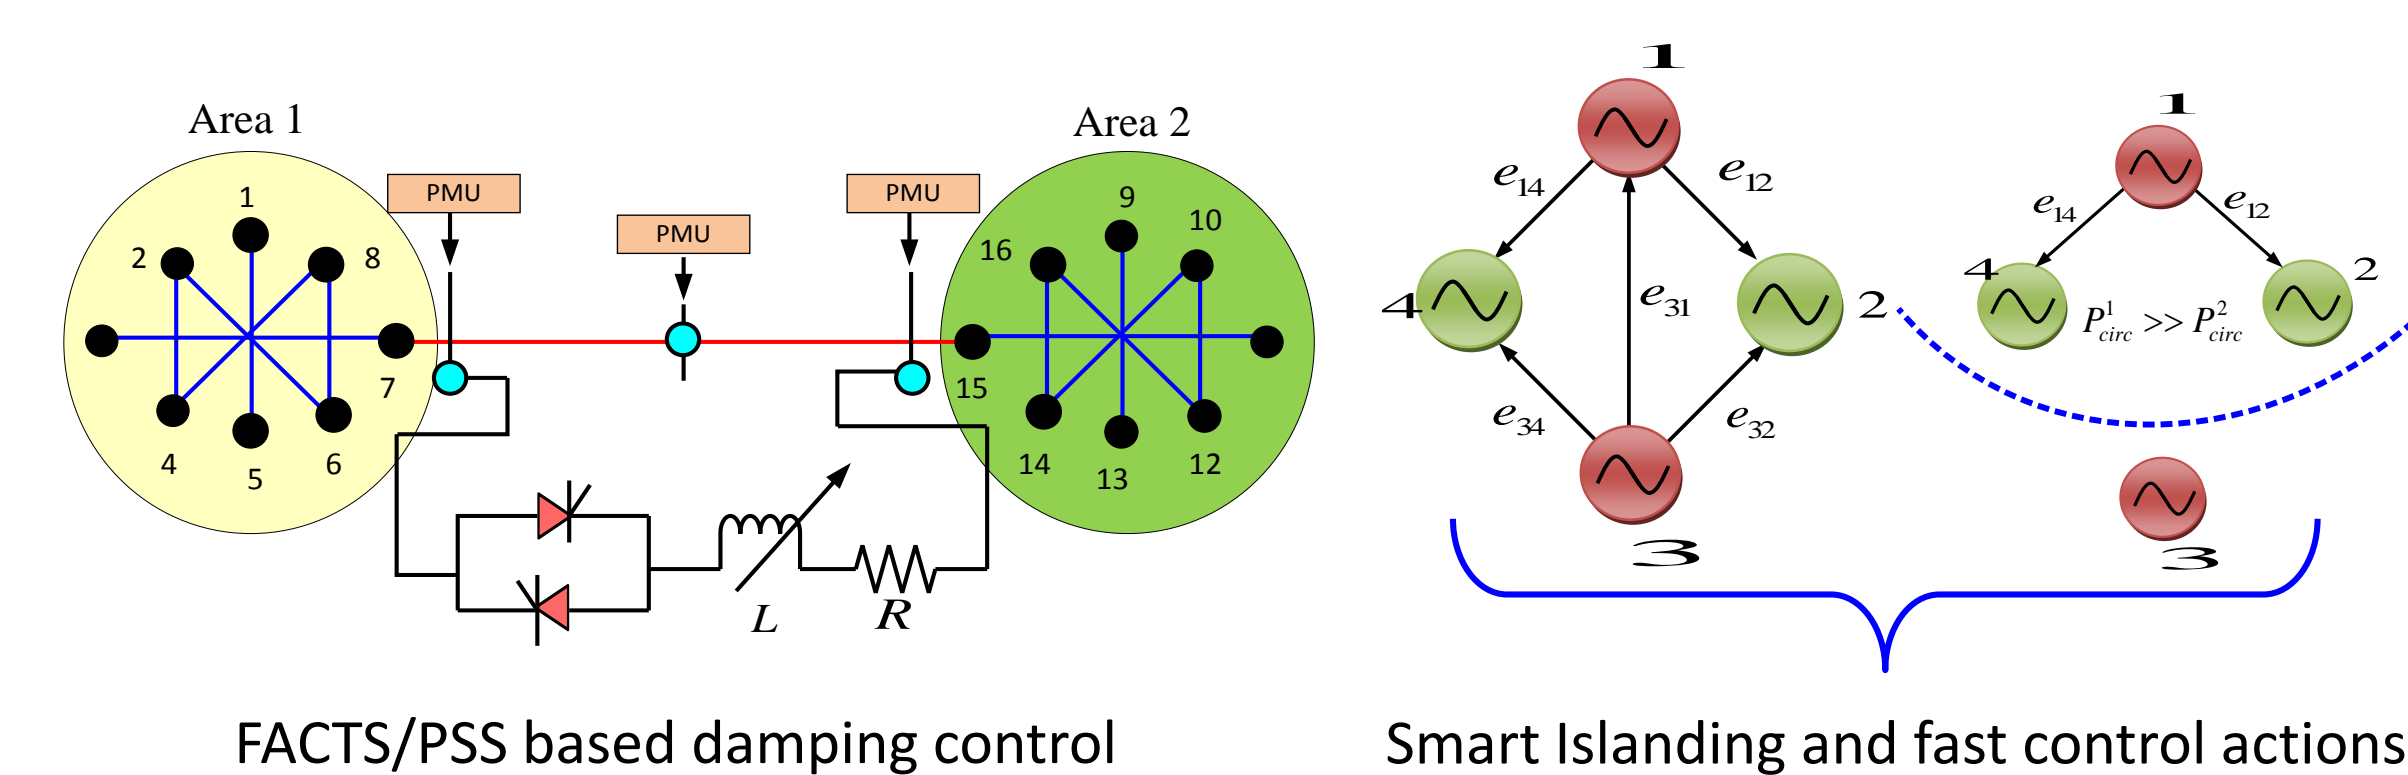 Area 1
Area 2
PMU
PMU
PMU
1
2
8
7
4
5
6
9
10
16
15
14
13
12
L
R
1
e14
e12
4
e31
2
e34
e32
3
1
e14
e12
4
2
P^1_circ >> P^2_circ
3
FACTS/PSS based damping control
Smart Islanding and fast control actions